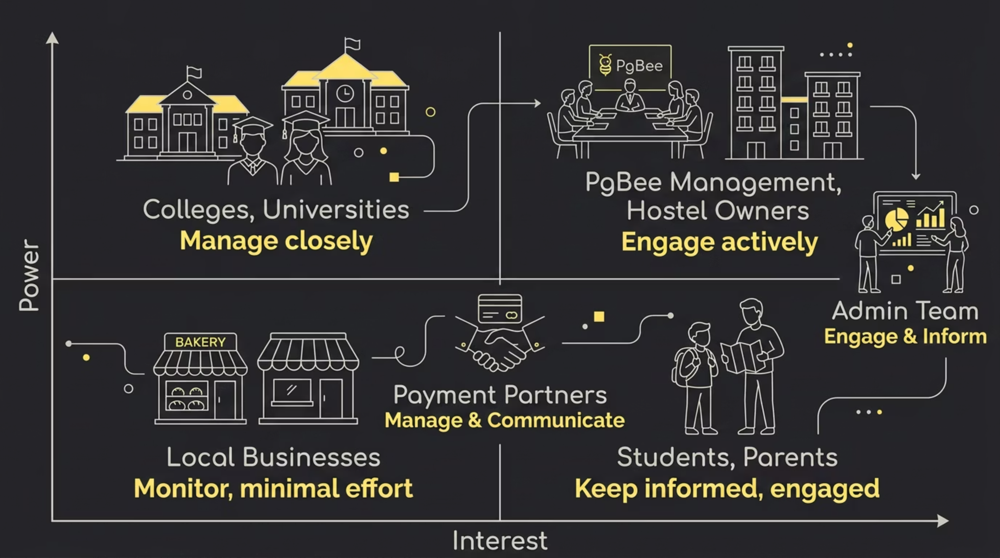 Power
PgBee
Colleges, Universities
Manage closely
PgBee Management,
Hostel Owners
Engage actively
Admin Team
Engage & Inform
BAKERY
Payment Partners
Manage & Communicate
Local Businesses
Monitor, minimal effort
Students, Parents
Keep informed, engaged
Interest